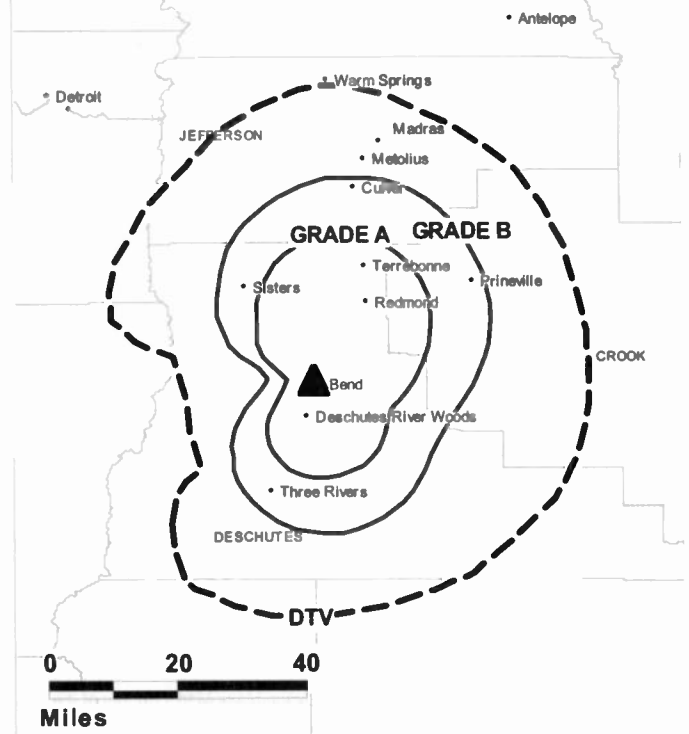 Antelope
Warm Springs
Detroit
Madras
JEFFERSON
Metolius
Culver
GRADE A
GRADE B
Terrebonne
Sisters
Prineville
Redmond
CROOK
Bend
Deschutes River Woods
Three Rivers
DESCHUTES
DTV
0 20 40
Miles